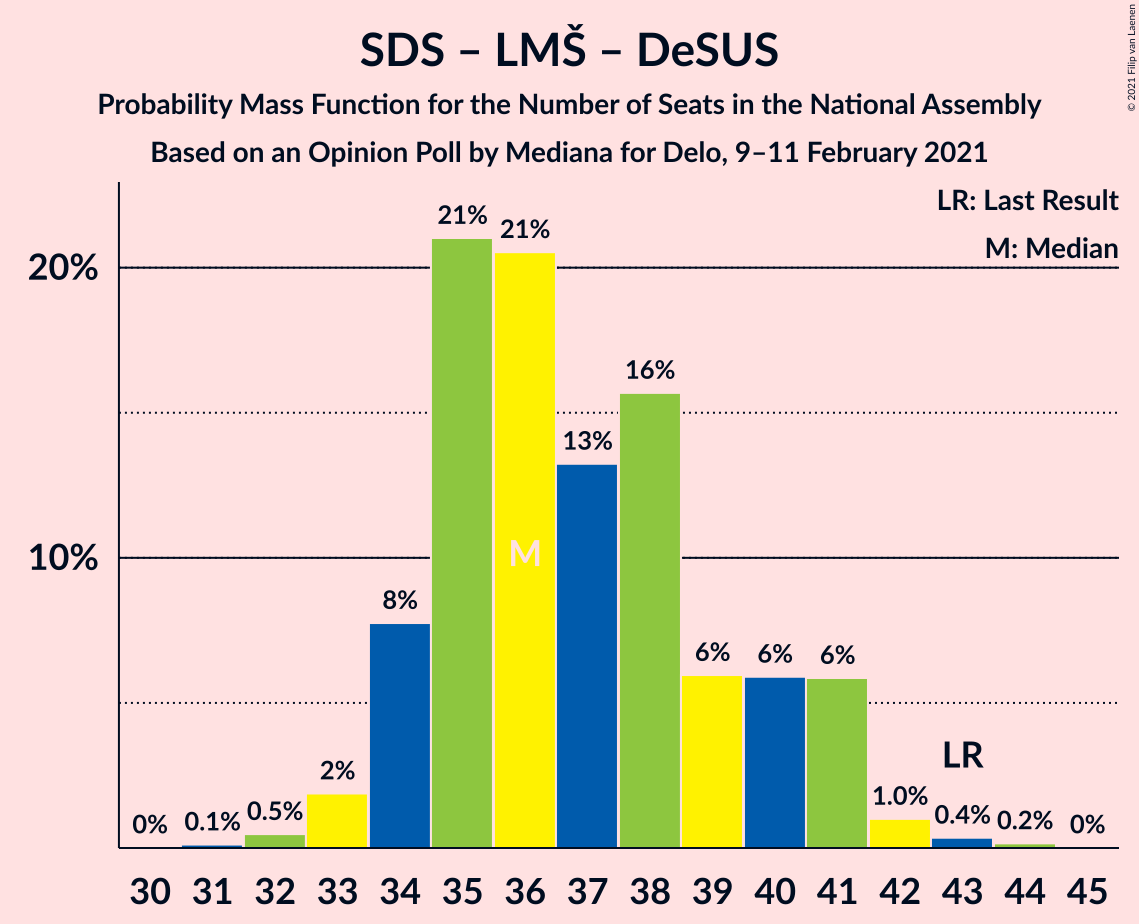 SDS – LMŠ – DeSUS
Probability Mass Function for the Number of Seats in the National Assembly
Based on an Opinion Poll by Mediana for Delo, 9–11 February 2021
© 2021 Filip van Laenen
LR: Last Result
M: Median
20%
10%
0%
0.1%
0.5%
2%
8%
21%
21%
13%
16%
6%
6%
6%
1.0%
0.4%
0.2%
0%
M
LR
30 31 32 33 34 35 36 37 38 39 40 41 42 43 44 45